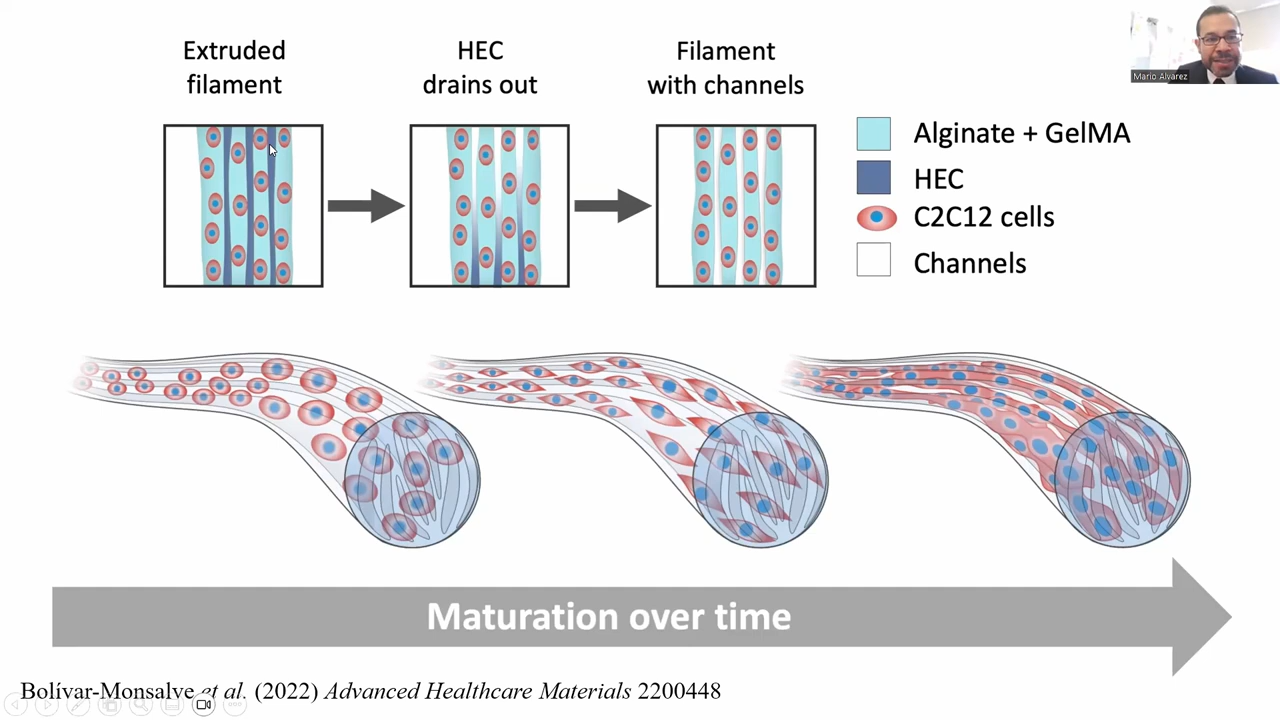 Extruded
filament
HEC
drains out
Filament
with channels
Mario Alvarez
Alginate + GelMA
HEC
C2C12 cells
Channels
Maturation over time
Bolívar-Monsalve et al. (2022) Advanced Healthcare Materials 2200448